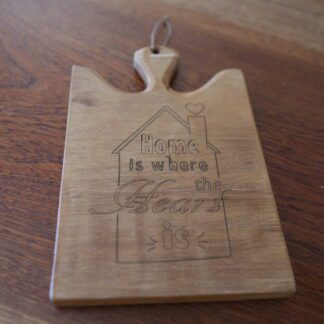 Home
is where
the
Heart
is